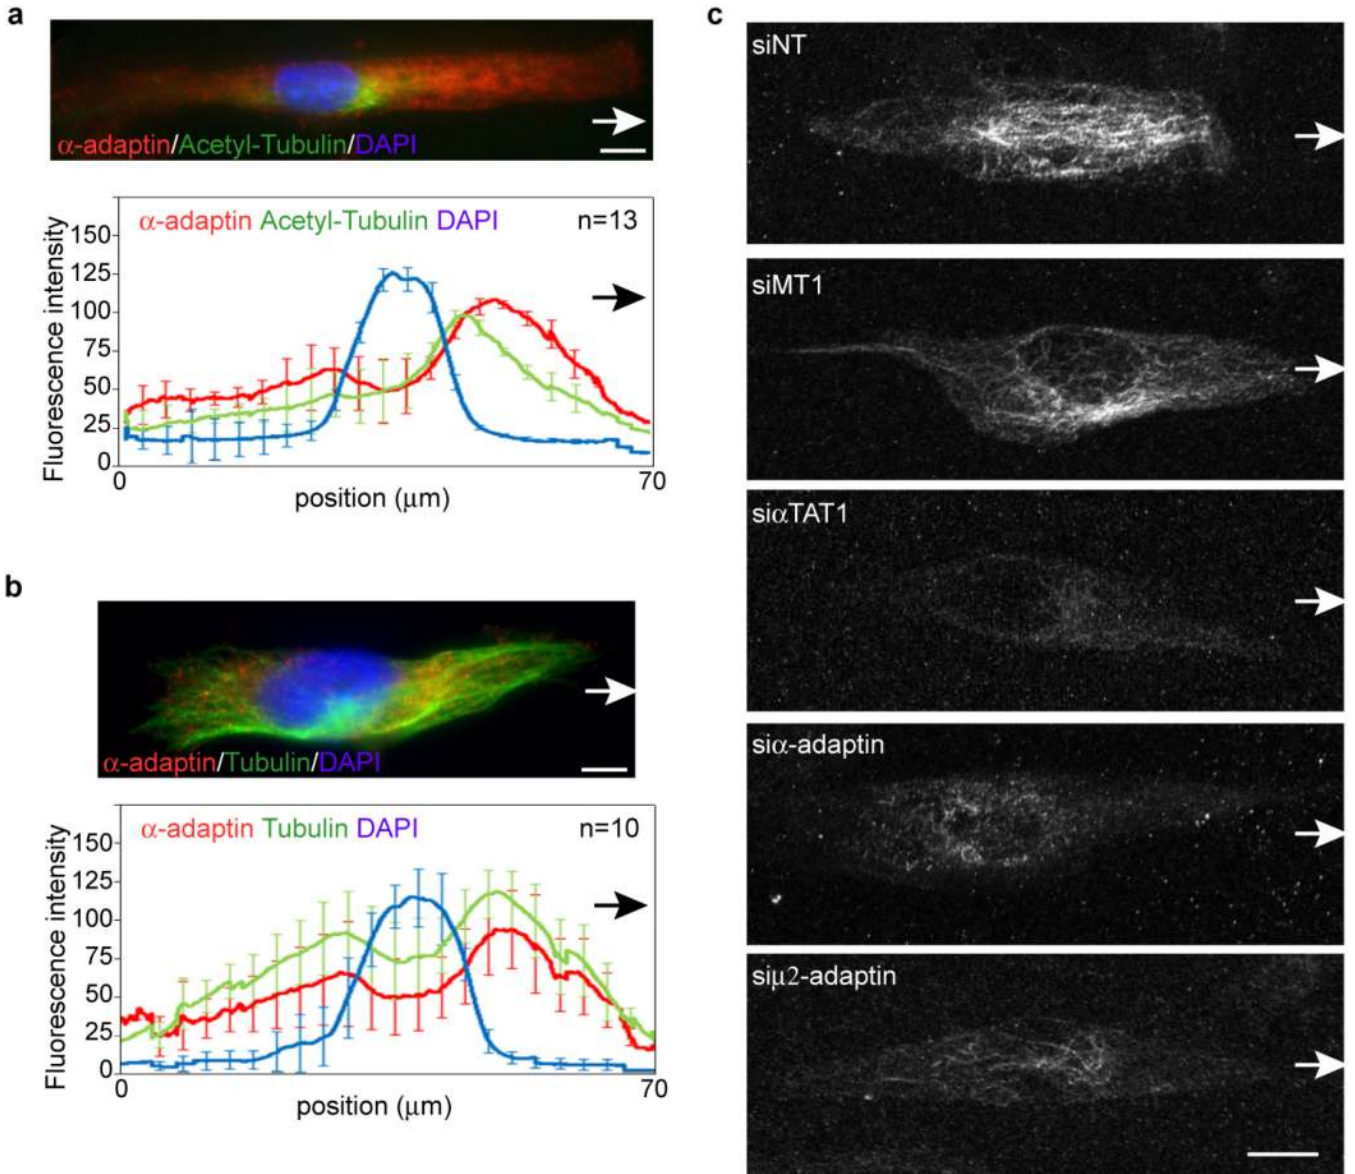 a
α-adaptin/Acetyl-Tubulin/DAPI
α-adaptin Acetyl-Tubulin DAPI n=13
Fluorescence intensity
150
125
100
75
50
25
0
0 70
position (μm)
b
α-adaptin/Tubulin/DAPI
α-adaptin Tubulin DAPI n=10
Fluorescence intensity
150
125
100
75
50
25
0
0 70
position (μm)
c
siNT
siMT1
siαTAT1
siα-adaptin
siμ2-adaptin